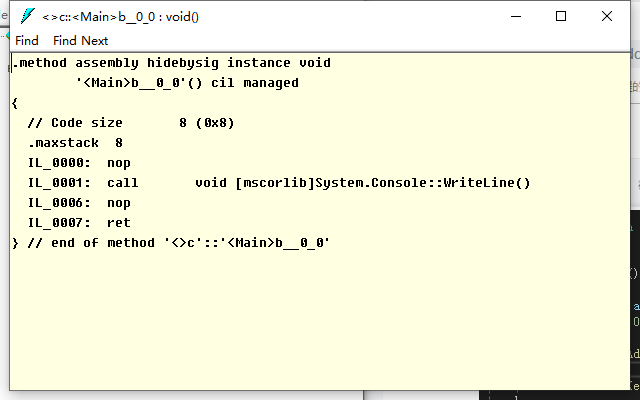 <>c::<Main>b__0_0 : void()
Find Find Next
.method assembly hidebysig instance void
'<Main>b__0_0'() cil managed
{
// Code size 8 (0x8)
.maxstack 8
IL_0000: nop
IL_0001: call void [mscorlib]System.Console::WriteLine()
IL_0006: nop
IL_0007: ret
} // end of method '<>c'::'<Main>b__0_0'